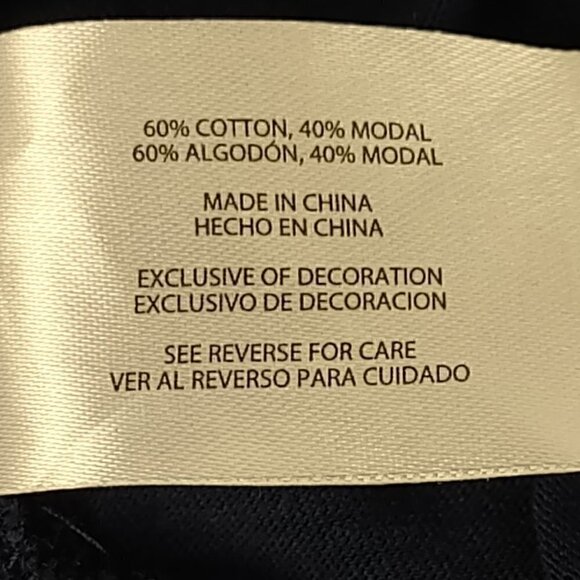 60% COTTON, 40% MODAL
60% ALGODÓN, 40% MODAL
MADE IN CHINA
HECHO EN CHINA
EXCLUSIVE OF DECORATION
EXCLUSIVO DE DECORACION
SEE REVERSE FOR CARE
VER AL REVERSO PARA CUIDADO